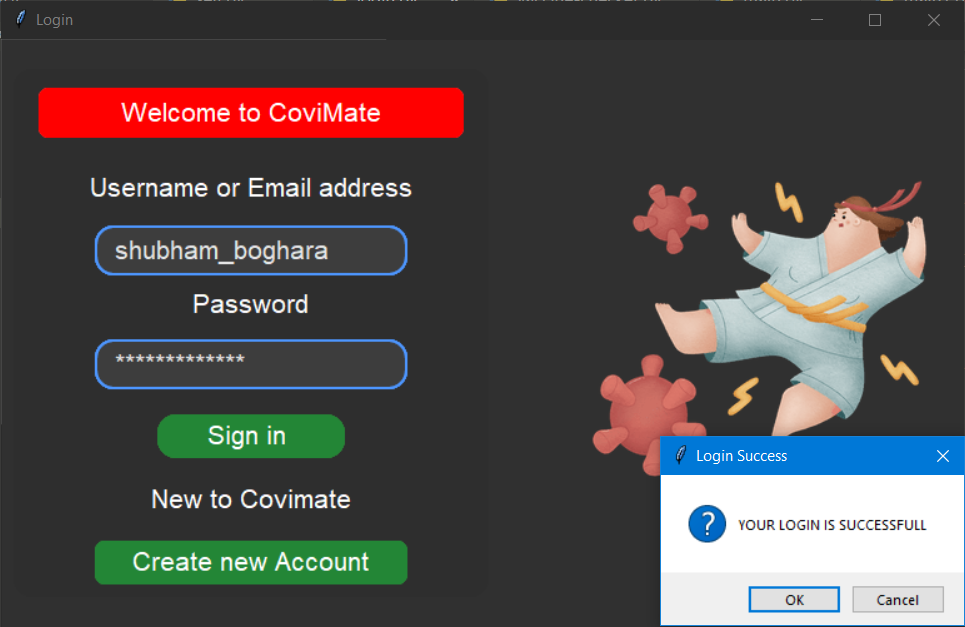 Login
Welcome to CoviMate
Username or Email address
shubham_boghara
Password
*************
Sign in
New to Covimate
Create new Account
Login Success
?
YOUR LOGIN IS SUCCESSFULL
OK
Cancel